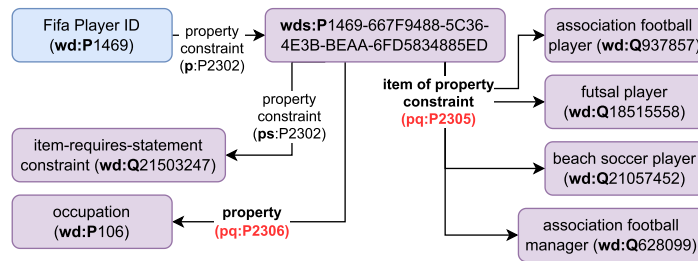 Fifa Player ID
(wd:P1469)
property
constraint
(p:P2302)
wds:P1469-667F9488-5C36-
4E3B-BEAA-6FD5834885ED
association football
player (wd:Q937857)
item of property
constraint
(pq:P2305)
futsal player
(wd:Q18515558)
property
constraint
(ps:P2302)
item-requires-statement
constraint (wd:Q21503247)
beach soccer player
(wd:Q21057452)
occupation
(wd:P106)
property
(pq:P2306)
association football
manager (wd:Q628099)